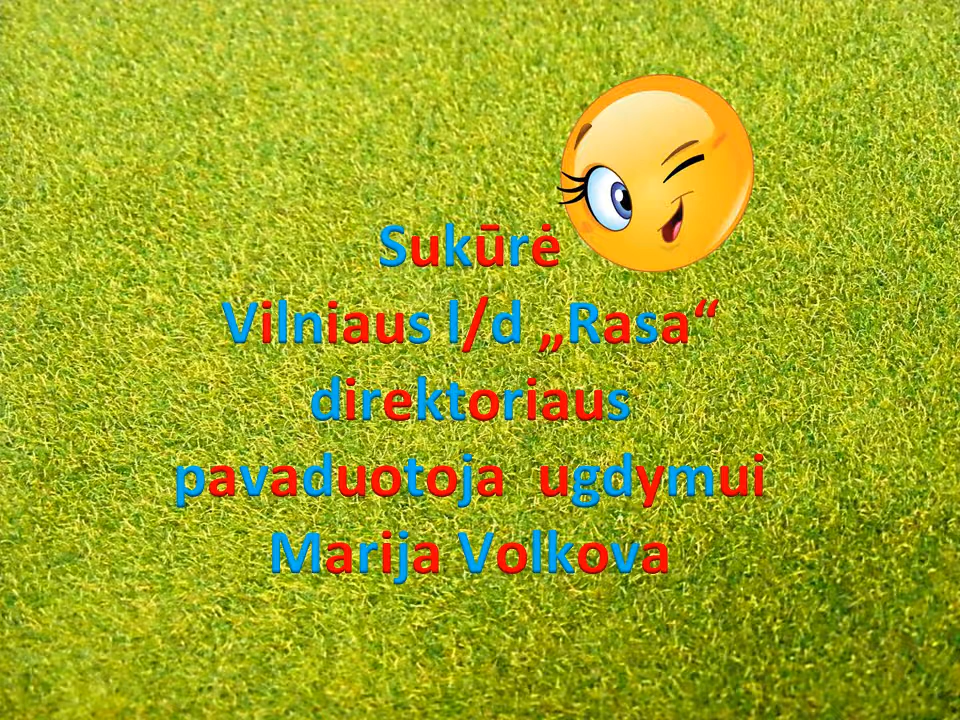 Sukūrė
Vilniaus l/d „Rasa“
direktoriaus
pavaduotoja ugdymui
Marija Volkova